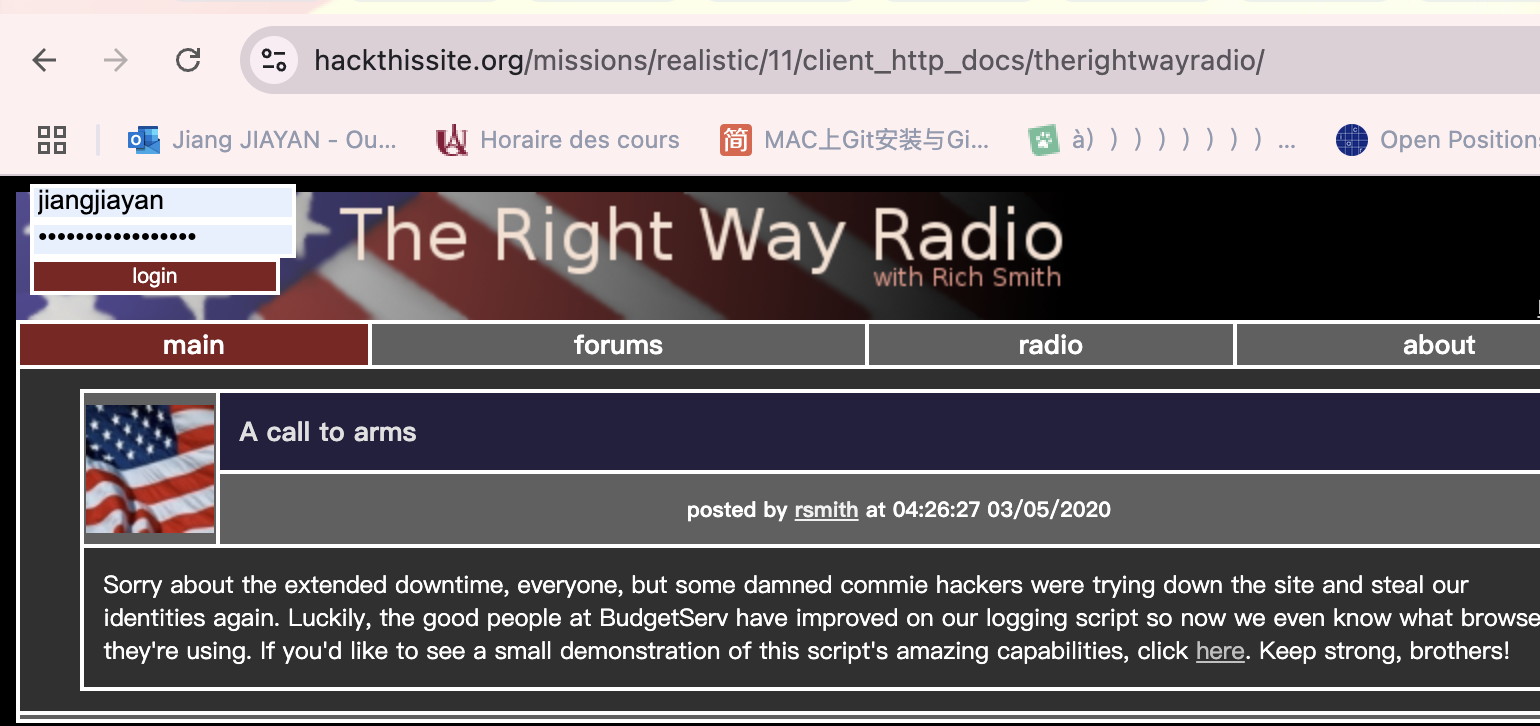 hackthissite.org/missions/realistic/11/client_http_docs/therightwayradio/
Jiang JIAYAN - Ou... Horaire des cours 简 MAC上Git安装与Gi... à) ) ) ) ) ) ) ) ... Open Position
jiangjiayan
•••••••••••••••••
login
The Right Way Radio
with Rich Smith
main forums radio about
A call to arms
posted by rsmith at 04:26:27 03/05/2020
Sorry about the extended downtime, everyone, but some damned commie hackers were trying down the site and steal our
identities again. Luckily, the good people at BudgetServ have improved on our logging script so now we even know what browse
they're using. If you'd like to see a small demonstration of this script's amazing capabilities, click here. Keep strong, brothers!